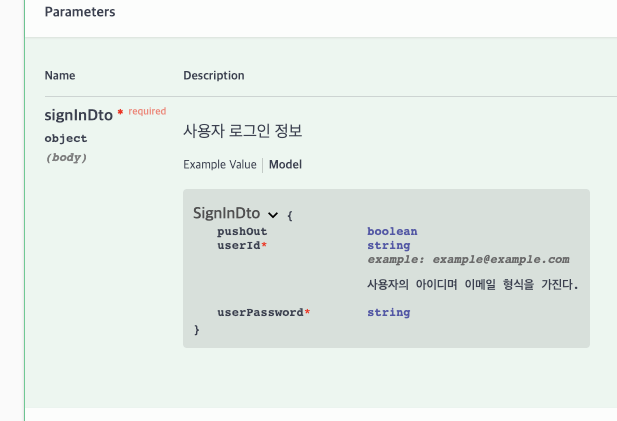 Parameters
Name Description
signInDto * required
object
(body)
사용자 로그인 정보
Example Value | Model
SignInDto {
pushOut boolean
userId* string
example: example@example.com
사용자의 아이디며 이메일 형식을 가진다.
userPassword* string
}